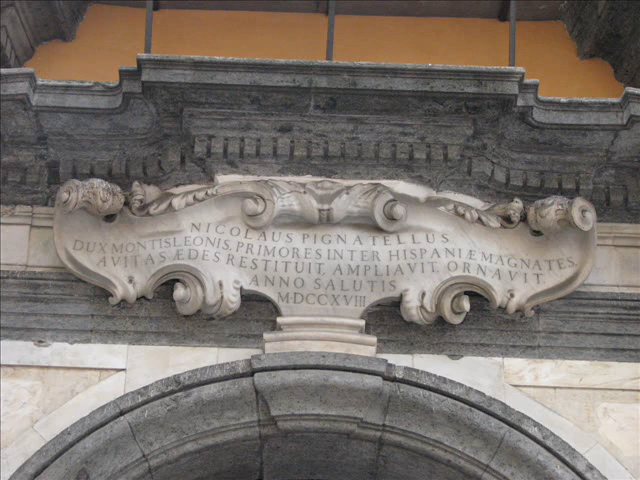 NICOLAUS PIGNATELLUS
DUX MONTISLEONIS. PRIMORES INTER HISPANIÆ MAGNATES.
AVITAS ÆDES RESTITUIT. AMPLIAVIT. ORNAVIT.
ANNO SALUTIS
MDCCXVIII